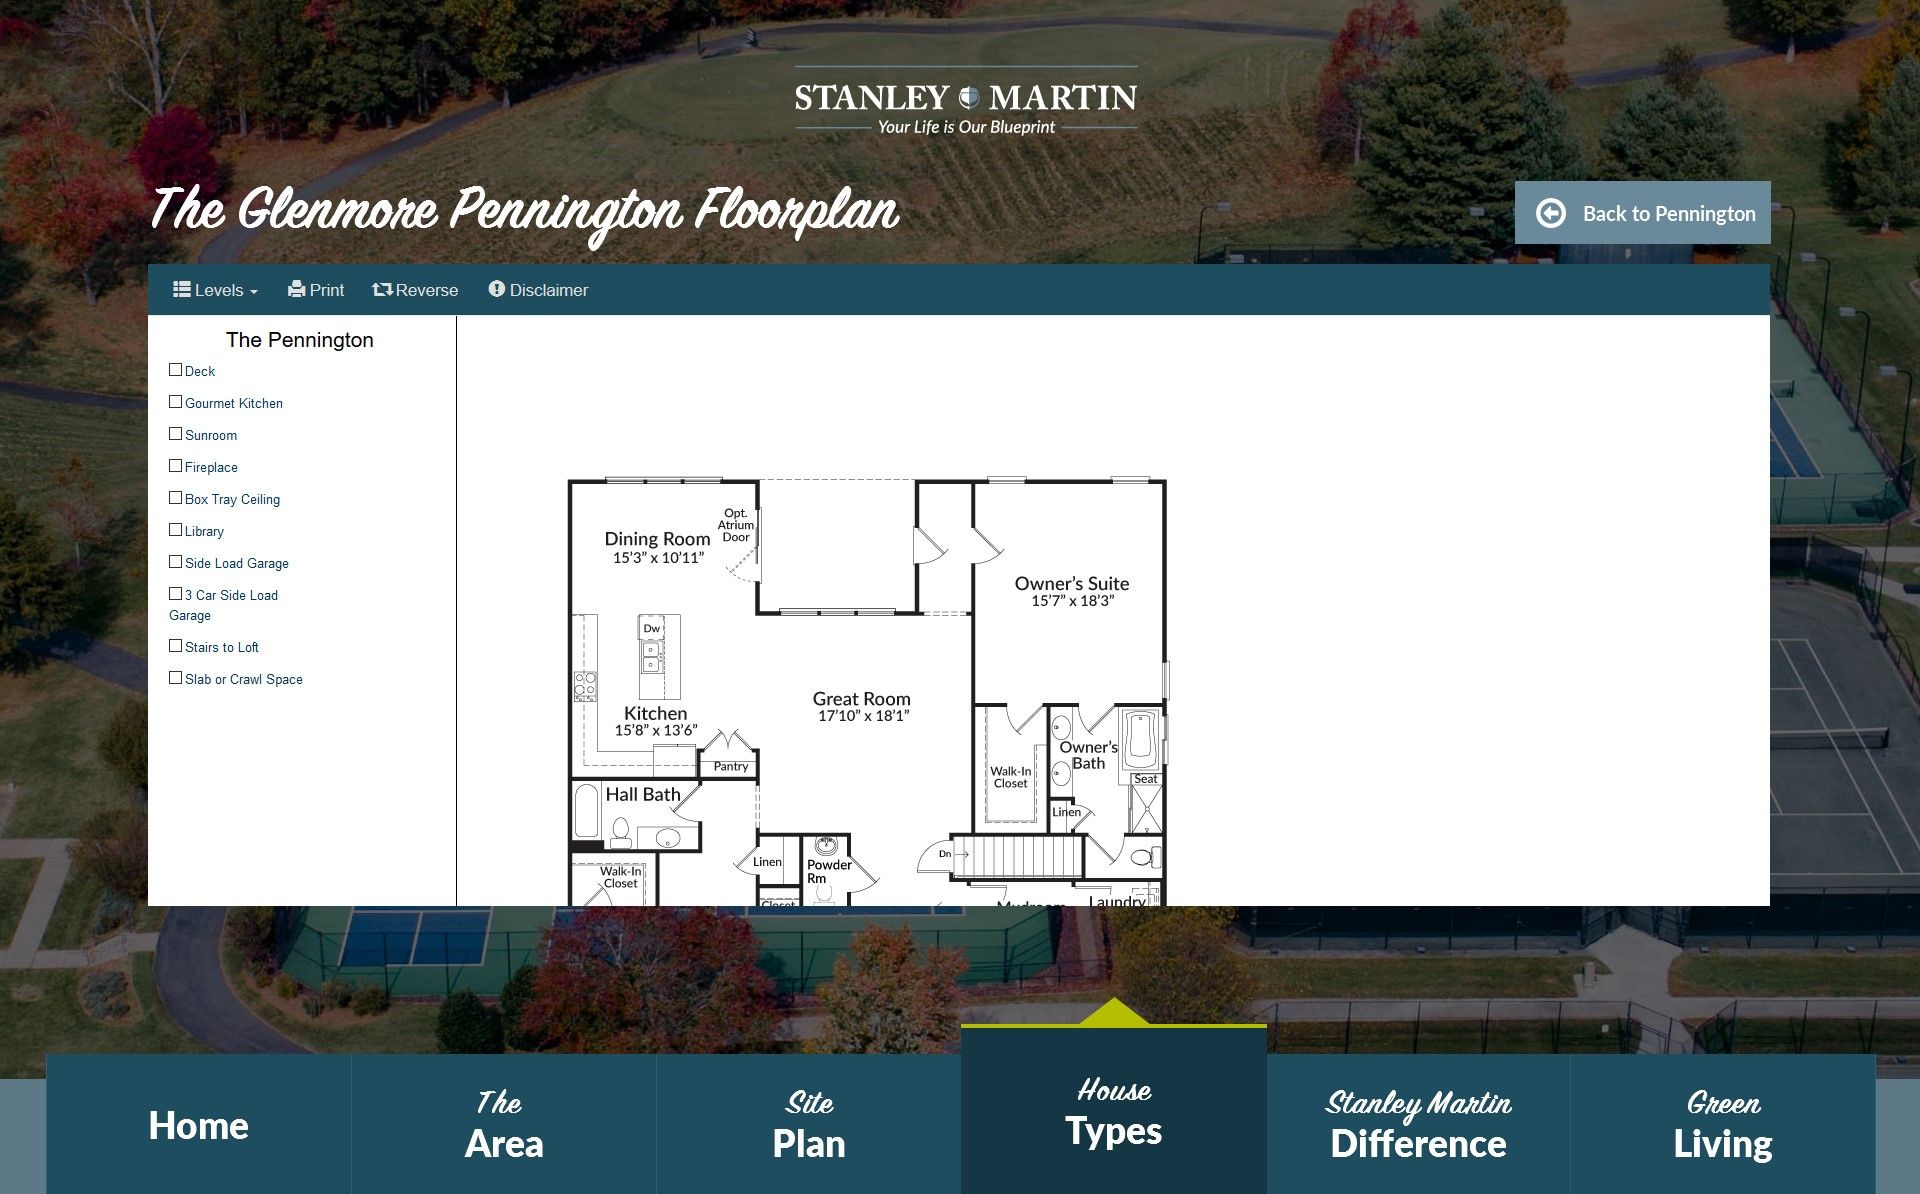 STANLEY MARTIN
Your Life is Our Blueprint
The Glenmore Pennington Floorplan
Back to Pennington
Levels
Print
Reverse
Disclaimer
The Pennington
Deck
Gourmet Kitchen
Sunroom
Fireplace
Box Tray Ceiling
Library
Side Load Garage
3 Car Side Load
Garage
Stairs to Loft
Slab or Crawl Space
Opt.
Atrium
Door
Dining Room
15'3" x 10'11"
Owner's Suite
15'7" x 18'3"
Dw
Great Room
17'10" x 18'1"
Kitchen
15'8" x 13'6"
Pantry
Owner's
Bath
Walk-In
Closet
Seat
Linen
Hall Bath
Linen
Powder
Rm
Dn
Walk-In
Closet
Closet
Mudroom
Laundry
Home
The
Area
Site
Plan
House
Types
Stanley Martin
Difference
Green
Living